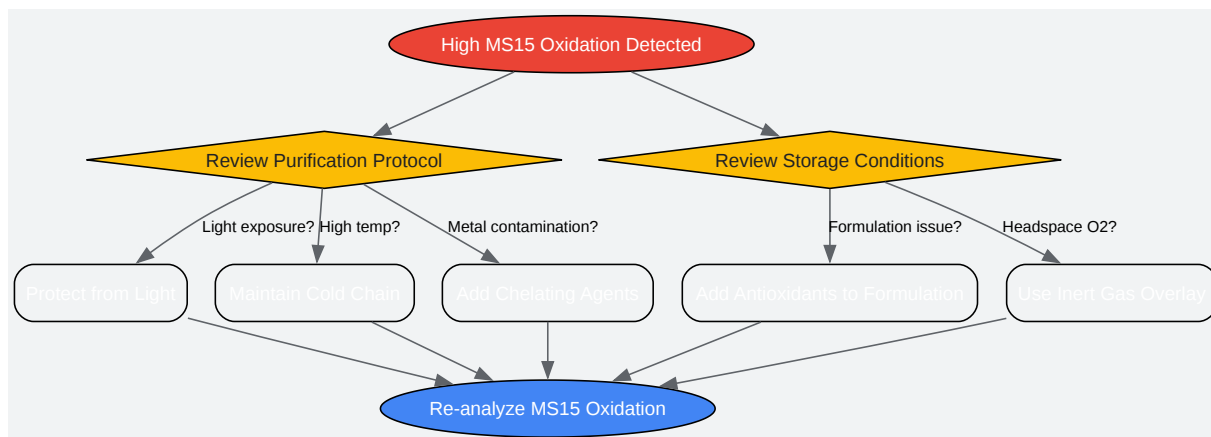 High MS15 Oxidation Detected
Review Purification Protocol
Review Storage Conditions
Light exposure?
High temp?
Metal contamination?
Formulation issue?
Headspace O2?
Protect from Light
Maintain Cold Chain
Add Chelating Agents
Add Antioxidants to Formulation
Use Inert Gas Overlay
Re-analyze MS15 Oxidation